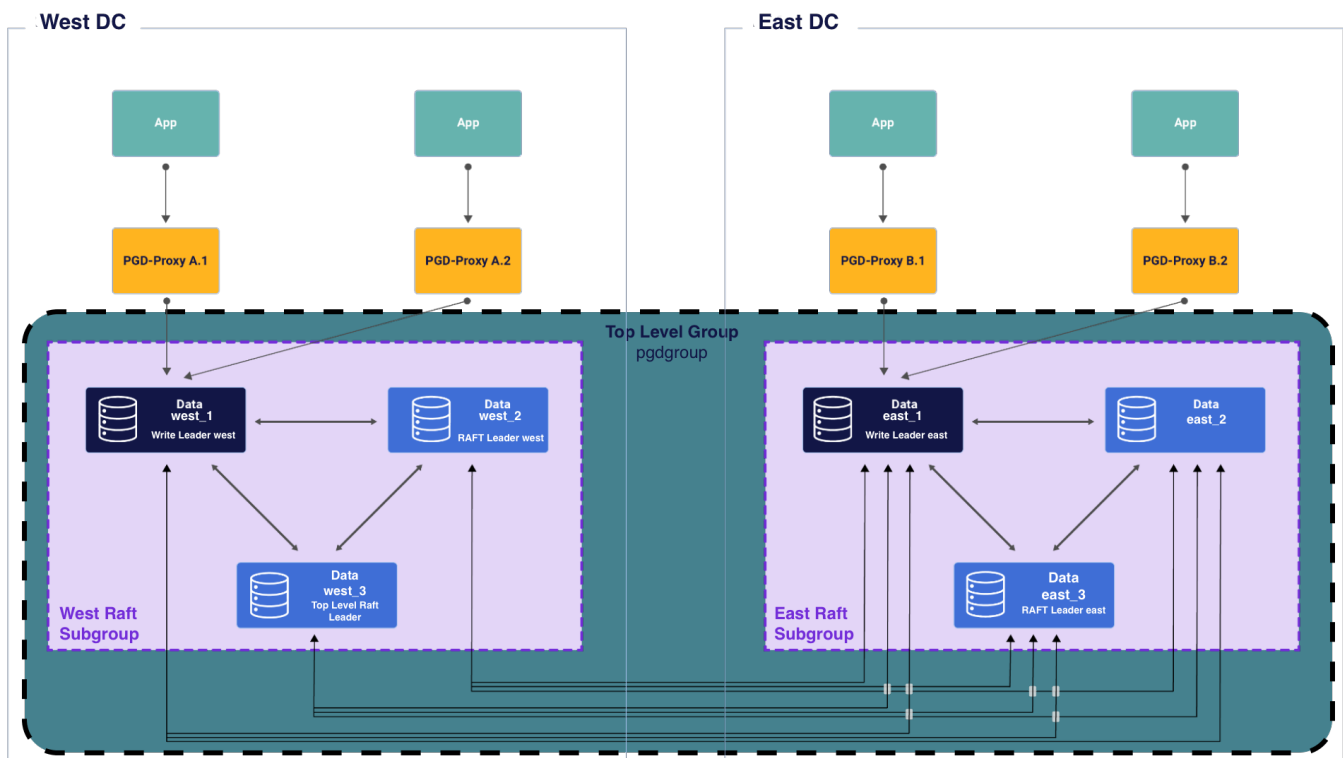 West DC
East DC
App
App
App
App
PGD-Proxy A.1
PGD-Proxy A.2
PGD-Proxy B.1
PGD-Proxy B.2
Top Level Group
pgdgroup
Data
west_1
Write Leader west
Data
west_2
RAFT Leader west
Data
east_1
Write Leader east
Data
east_2
Data
west_3
Top Level Raft
Leader
Data
east_3
RAFT Leader east
West Raft
Subgroup
East Raft
Subgroup